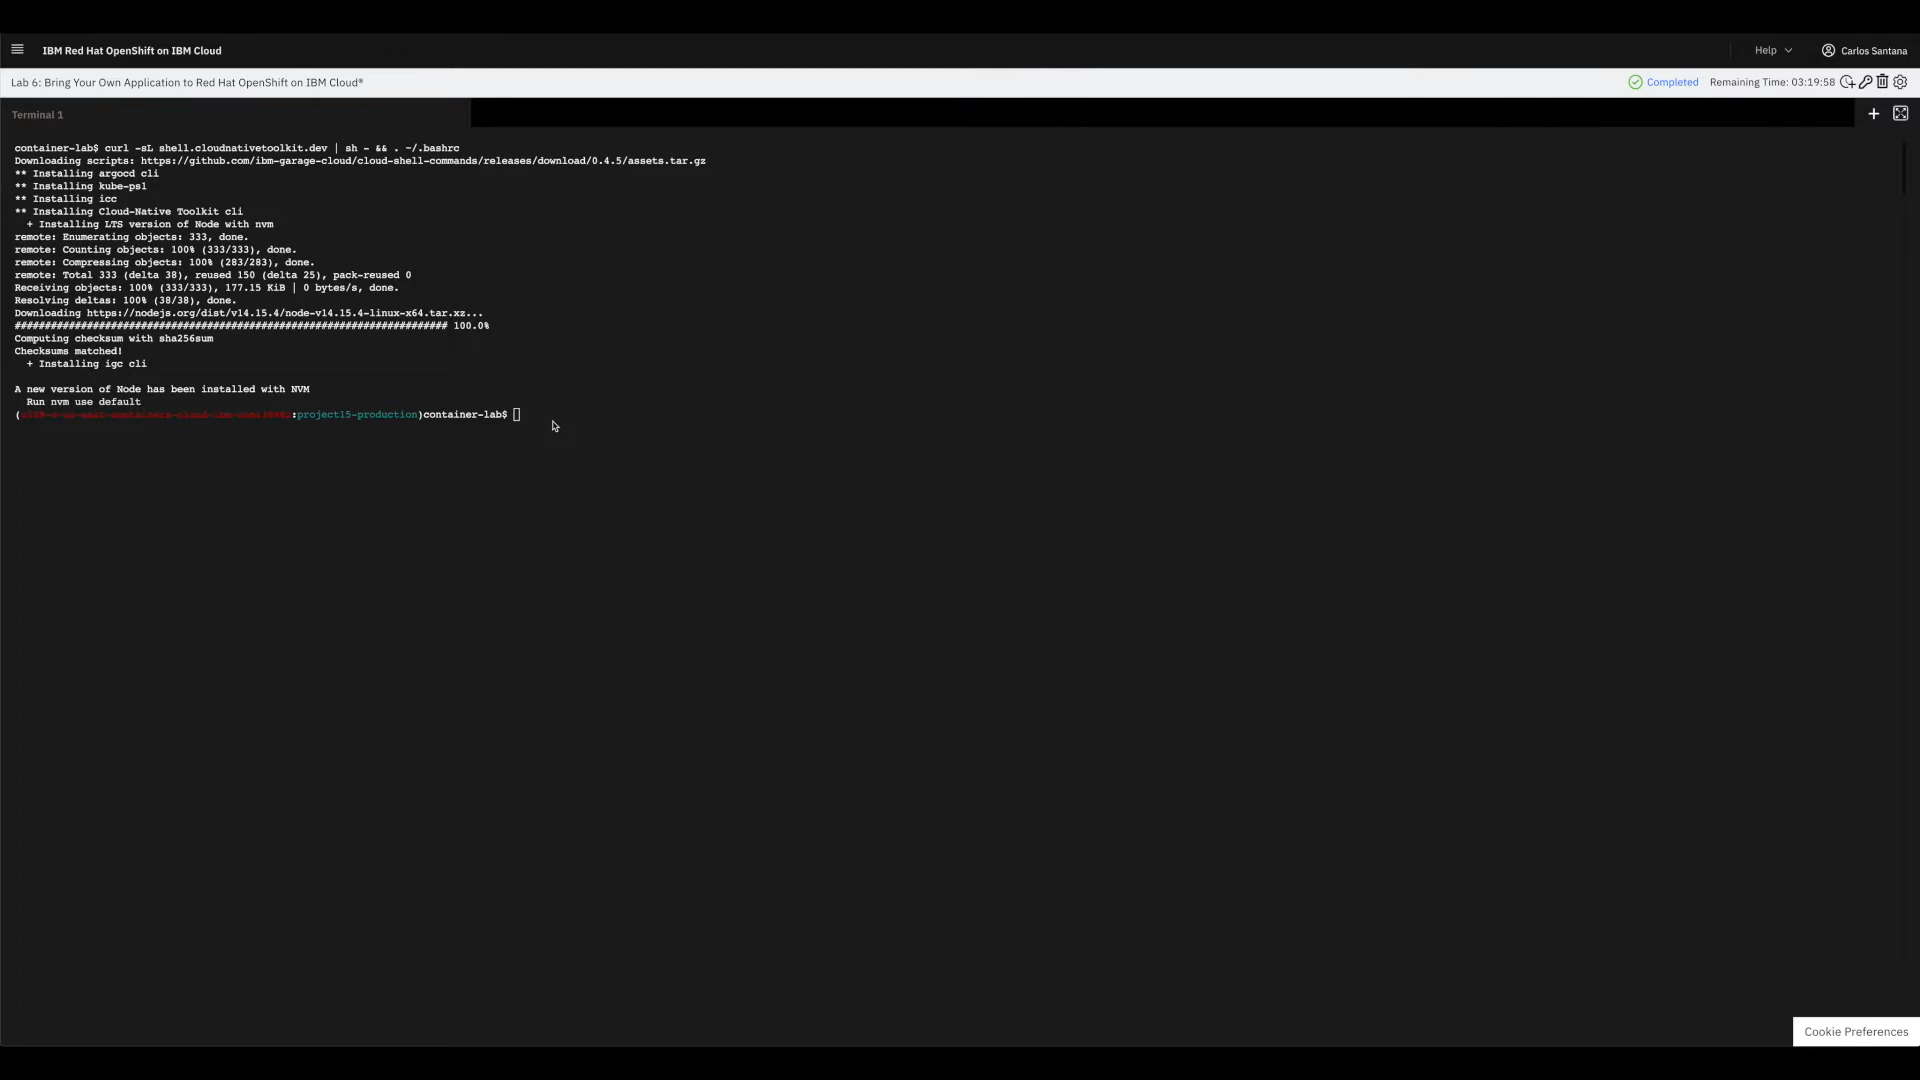 IBM Red Hat OpenShift on IBM Cloud
Help
Carlos Santana
Lab 6: Bring Your Own Application to Red Hat OpenShift on IBM Cloud®
Completed
Remaining Time: 03:19:58
Terminal 1
container-lab$ curl -sL shell.cloudnativetoolkit.dev | sh - && . ~/.bashrc
Downloading scripts: https://github.com/ibm-garage-cloud/cloud-shell-commands/releases/download/0.4.5/assets.tar.gz
** Installing argocd cli
** Installing kube-ps1
** Installing icc
** Installing Cloud-Native Toolkit cli
+ Installing LTS version of Node with nvm
remote: Enumerating objects: 333, done.
remote: Counting objects: 100% (333/333), done.
remote: Compressing objects: 100% (283/283), done.
remote: Total 333 (delta 38), reused 150 (delta 25), pack-reused 0
Receiving objects: 100% (333/333), 177.15 KiB | 0 bytes/s, done.
Resolving deltas: 100% (38/38), done.
Downloading https://nodejs.org/dist/v14.15.4/node-v14.15.4-linux-x64.tar.xz...
######################################################################## 100.0%
Computing checksum with sha256sum
Checksums matched!
+ Installing igc cli
A new version of Node has been installed with NVM
Run nvm use default
( :project15-production)container-lab$
Cookie Preferences